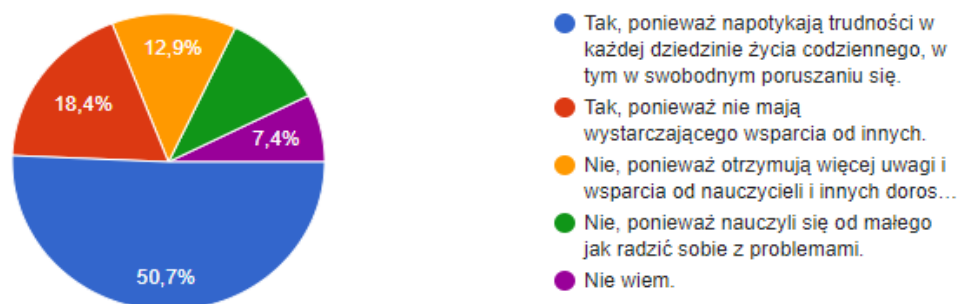 12,9%
18,4%
7,4%
50,7%
Tak, ponieważ napotykają trudności w
każdej dziedzinie życia codziennego, w
tym w swobodnym poruszaniu się.
Tak, ponieważ nie mają
wystarczającego wsparcia od innych.
Nie, ponieważ otrzymują więcej uwagi i
wsparcia od nauczycieli i innych doros…
Nie, ponieważ nauczyli się od małego
jak radzić sobie z problemami.
Nie wiem.